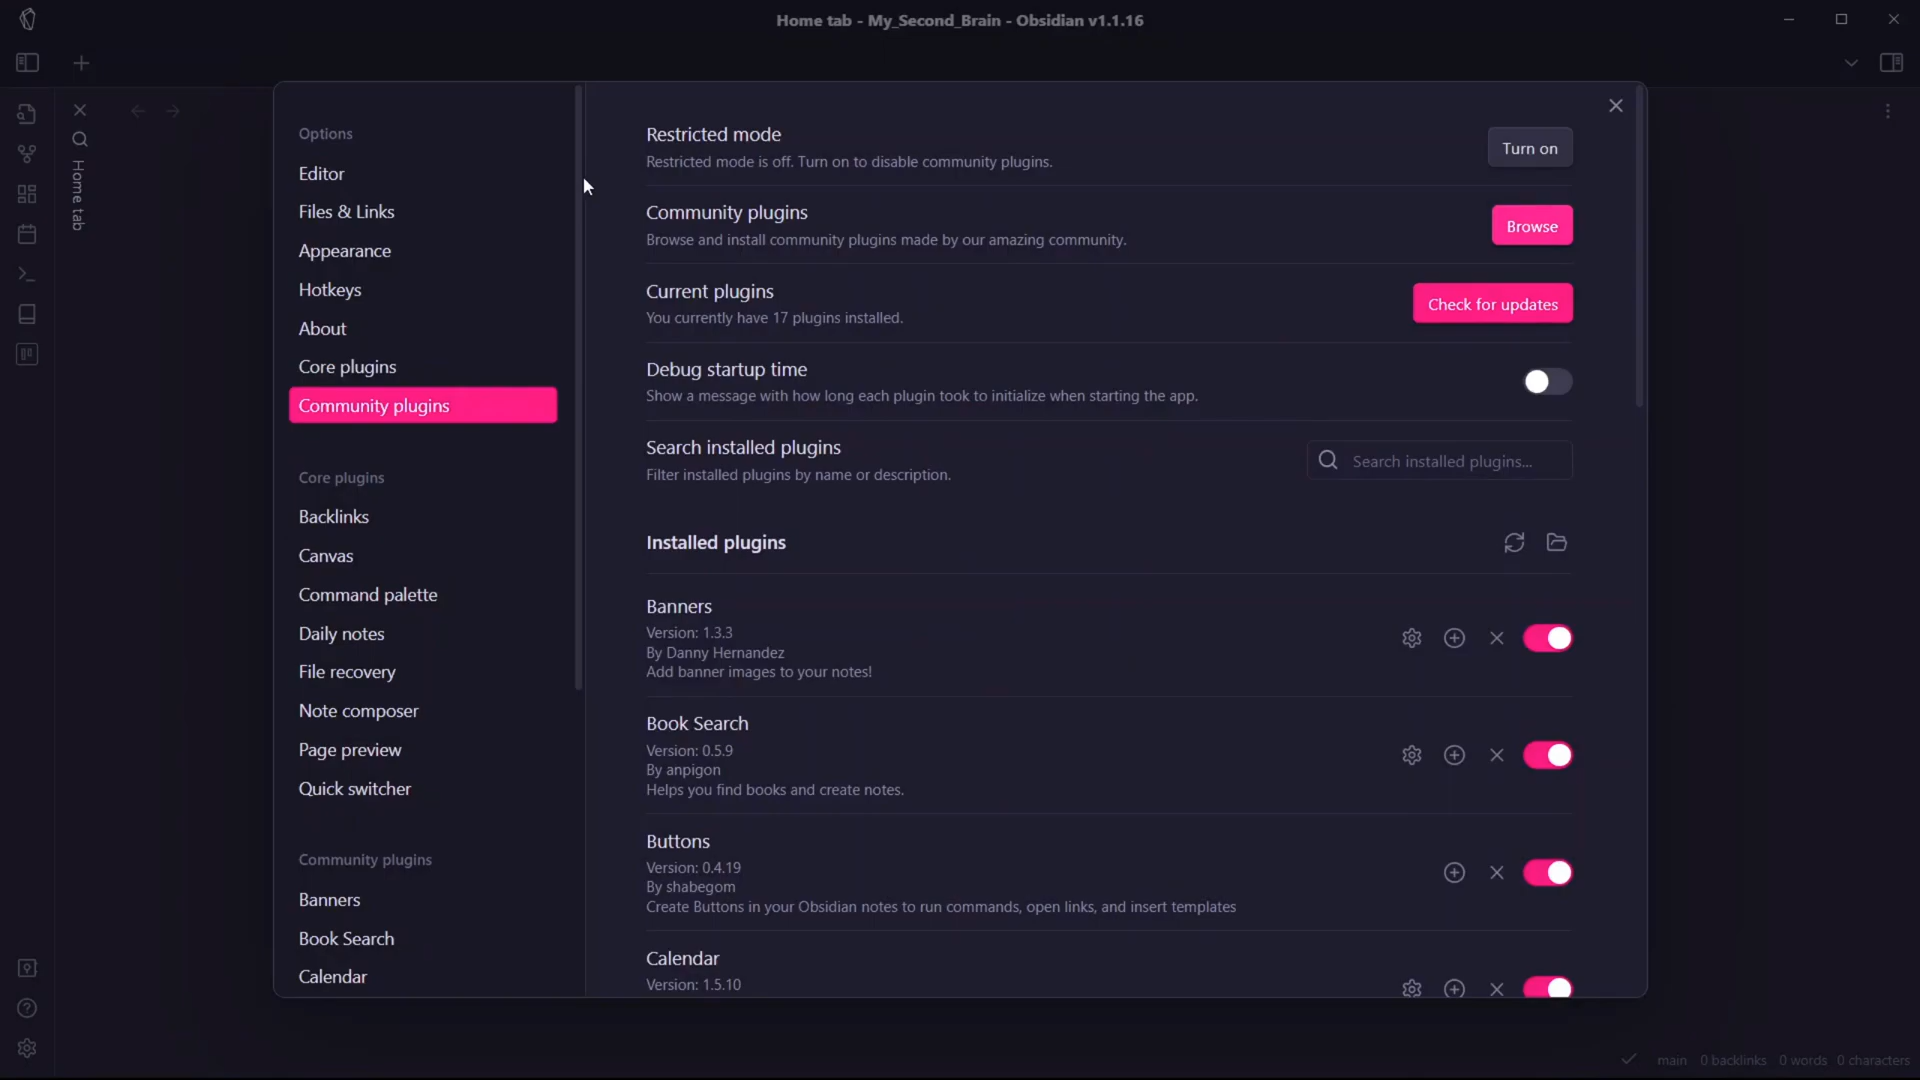 Home tab - My_Second_Brain - Obsidian v1.1.16
Home tab
Options
Editor
Files & Links
Appearance
Hotkeys
About
Core plugins
Community plugins
Core plugins
Backlinks
Canvas
Command palette
Daily notes
File recovery
Note composer
Page preview
Quick switcher
Community plugins
Banners
Book Search
Calendar
Restricted mode
Restricted mode is off. Turn on to disable community plugins.
Turn on
Community plugins
Browse and install community plugins made by our amazing community.
Browse
Current plugins
You currently have 17 plugins installed.
Check for updates
Debug startup time
Show a message with how long each plugin took to initialize when starting the app.
Search installed plugins
Filter installed plugins by name or description.
Search installed plugins...
Installed plugins
Banners
Version: 1.3.3
By Danny Hernandez
Add banner images to your notes!
Book Search
Version: 0.5.9
By anpigon
Helps you find books and create notes.
Buttons
Version: 0.4.19
By shabegom
Create Buttons in your Obsidian notes to run commands, open links, and insert templates
Calendar
Version: 1.5.10
main 0 backlinks 0 words 0 characters